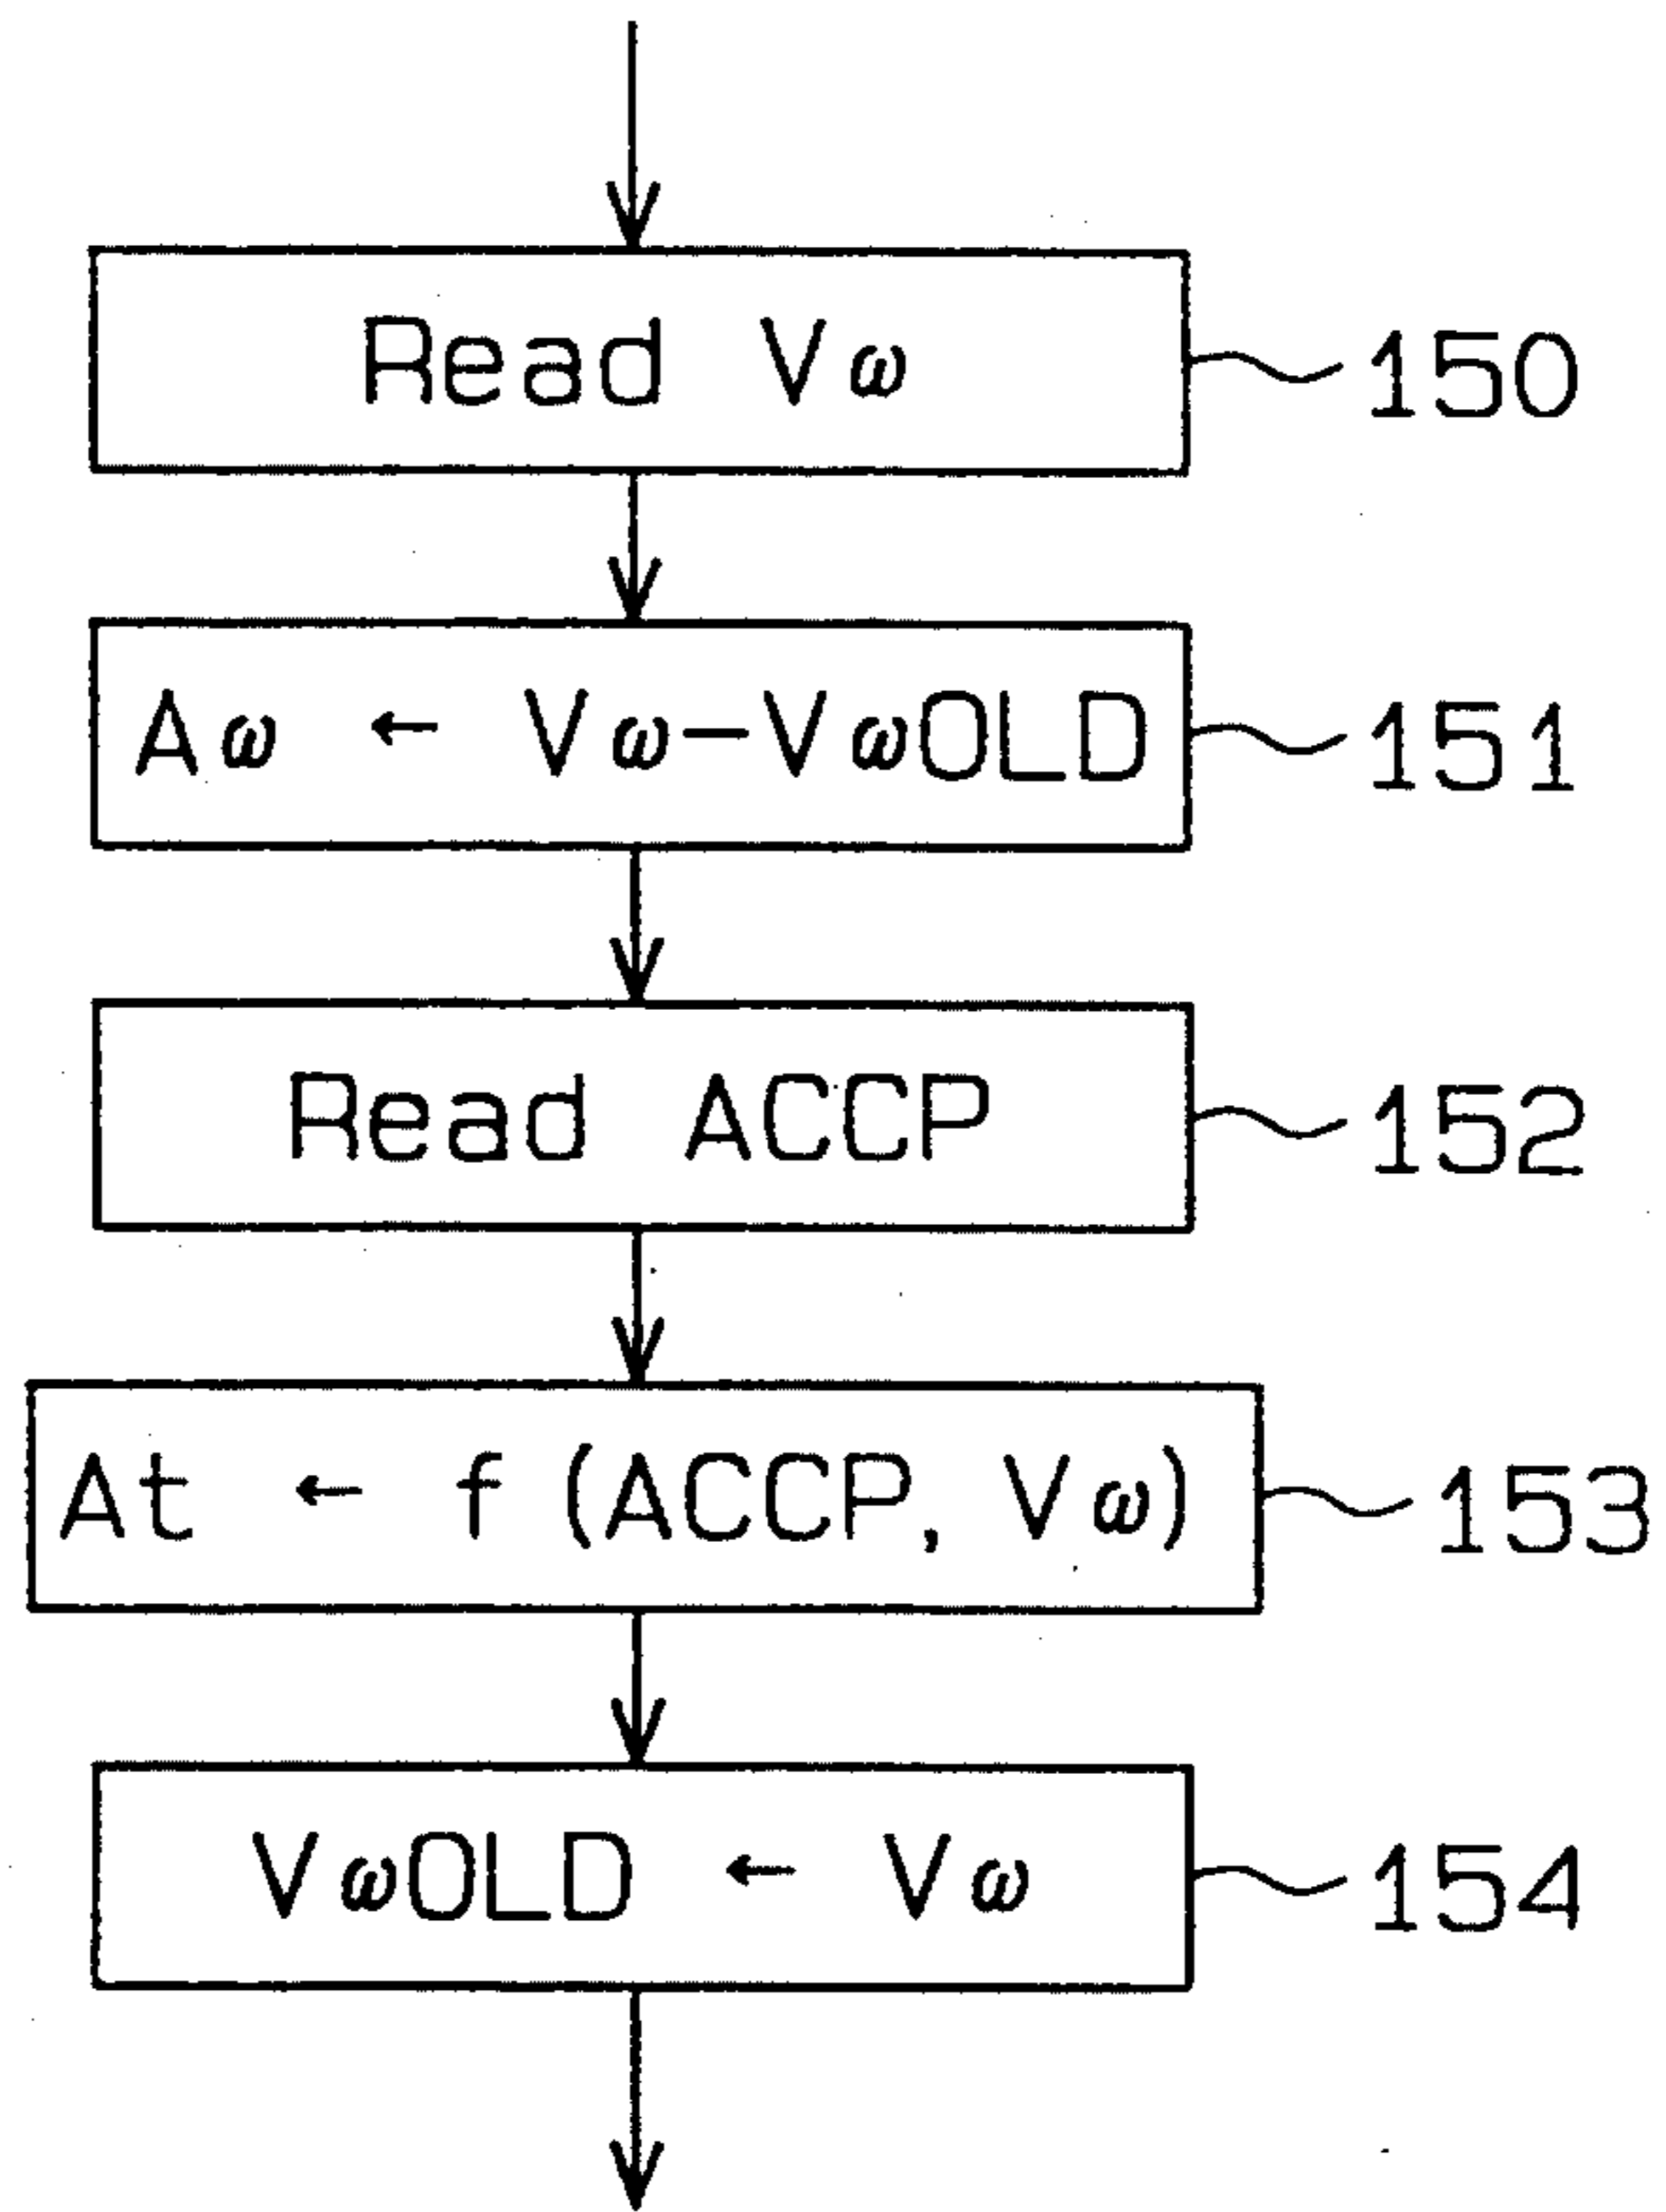 Read Vω
150
Aω ← Vω-VωOLD
151
Read ACCP
152
At ← f (ACCP, Vω)
153
VωOLD ← Vω
154